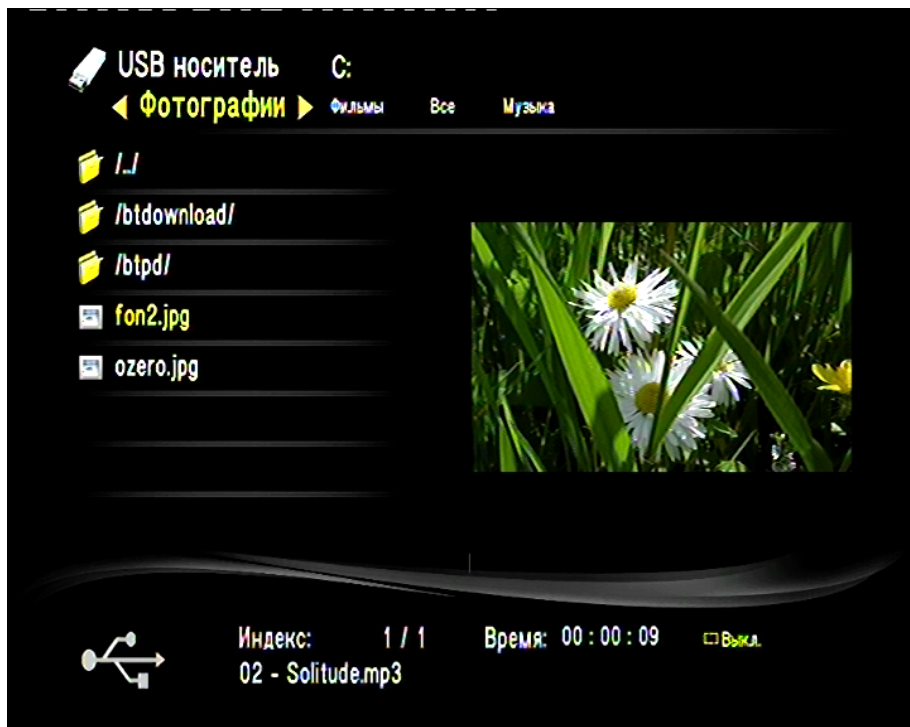 USB носитель C:
Фотографии Фильмы Все Музыка
/../
/btdownload/
/btpd/
fon2.jpg
ozero.jpg
Индекс: 1 / 1 Время: 00 : 00 : 09 Выкл.
02 - Solitude.mp3